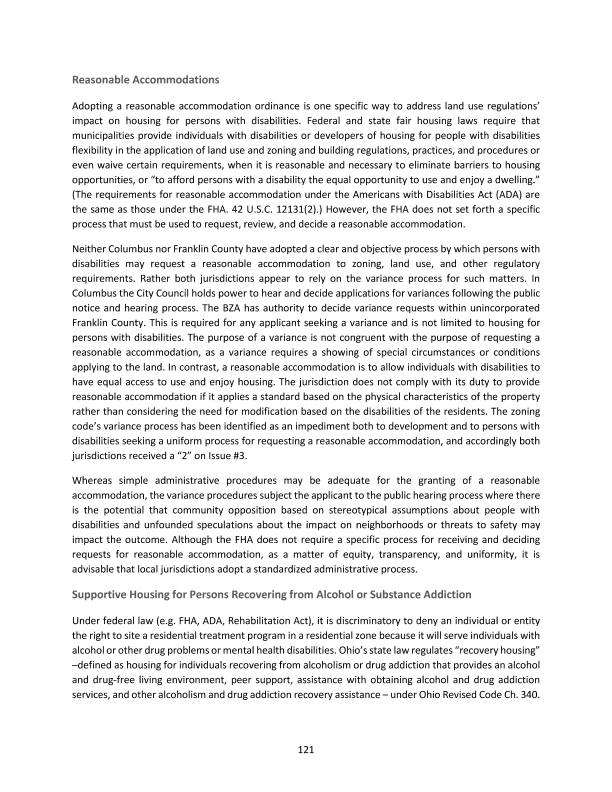 Reasonable Accommodations
Adopting a reasonable accommodation ordinance is one specific way to address land use regulations’
impact on housing for persons with disabilities. Federal and state fair housing laws require that
municipalities provide individuals with disabilities or developers of housing for people with disabilities
flexibility in the application of land use and zoning and building regulations, practices, and procedures or
even waive certain requirements, when it is reasonable and necessary to eliminate barriers to housing
opportunities, or “to afford persons with a disability the equal opportunity to use and enjoy a dwelling.”
(The requirements for reasonable accommodation under the Americans with Disabilities Act (ADA) are
the same as those under the FHA. 42 U.S.C. 12131(2).) However, the FHA does not set forth a specific
process that must be used to request, review, and decide a reasonable accommodation.
Neither Columbus nor Franklin County have adopted a clear and objective process by which persons with
disabilities may request a reasonable accommodation to zoning, land use, and other regulatory
requirements. Rather both jurisdictions appear to rely on the variance process for such matters. In
Columbus the City Council holds power to hear and decide applications for variances following the public
notice and hearing process. The BZA has authority to decide variance requests within unincorporated
Franklin County. This is required for any applicant seeking a variance and is not limited to housing for
persons with disabilities. The purpose of a variance is not congruent with the purpose of requesting a
reasonable accommodation, as a variance requires a showing of special circumstances or conditions
applying to the land. In contrast, a reasonable accommodation is to allow individuals with disabilities to
have equal access to use and enjoy housing. The jurisdiction does not comply with its duty to provide
reasonable accommodation if it applies a standard based on the physical characteristics of the property
rather than considering the need for modification based on the disabilities of the residents. The zoning
code’s variance process has been identified as an impediment both to development and to persons with
disabilities seeking a uniform process for requesting a reasonable accommodation, and accordingly both
jurisdictions received a “2” on Issue #3.
Whereas simple administrative procedures may be adequate for the granting of a reasonable
accommodation, the variance procedures subject the applicant to the public hearing process where there
is the potential that community opposition based on stereotypical assumptions about people with
disabilities and unfounded speculations about the impact on neighborhoods or threats to safety may
impact the outcome. Although the FHA does not require a specific process for receiving and deciding
requests for reasonable accommodation, as a matter of equity, transparency, and uniformity, it is
advisable that local jurisdictions adopt a standardized administrative process.
Supportive Housing for Persons Recovering from Alcohol or Substance Addiction
Under federal law (e.g. FHA, ADA, Rehabilitation Act), it is discriminatory to deny an individual or entity
the right to site a residential treatment program in a residential zone because it will serve individuals with
alcohol or other drug problems or mental health disabilities. Ohio’s state law regulates “recovery housing”
–defined as housing for individuals recovering from alcoholism or drug addiction that provides an alcohol
and drug-free living environment, peer support, assistance with obtaining alcohol and drug addiction
services, and other alcoholism and drug addiction recovery assistance – under Ohio Revised Code Ch. 340.
121